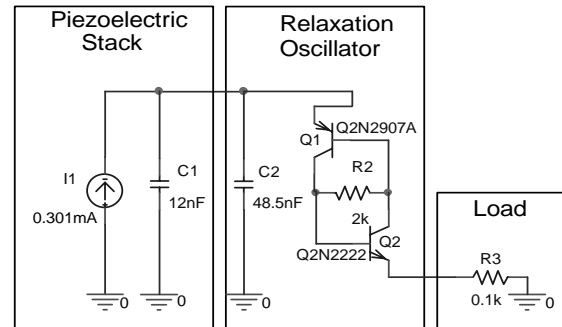 Piezoelectric
Stack
Relaxation
Oscillator
Q2N2907A
Q1
R2
C1
C2
I1
12nF
48.5nF
0.301mA
2k
Q2
Q2N2222
Load
R3
0.1k
0
0
0
0